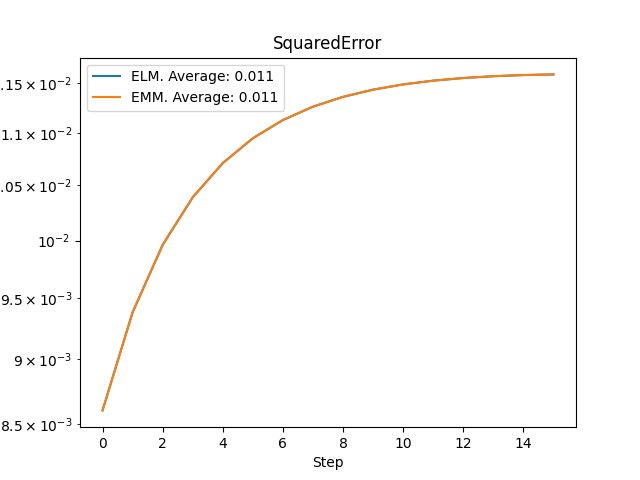 SquaredError
ELM. Average: 0.011
EMM. Average: 0.011
.15 × 10⁻²
1.1 × 10⁻²
.05 × 10⁻²
10⁻²
9.5 × 10⁻³
9 × 10⁻³
8.5 × 10⁻³
0 2 4 6 8 10 12 14
Step